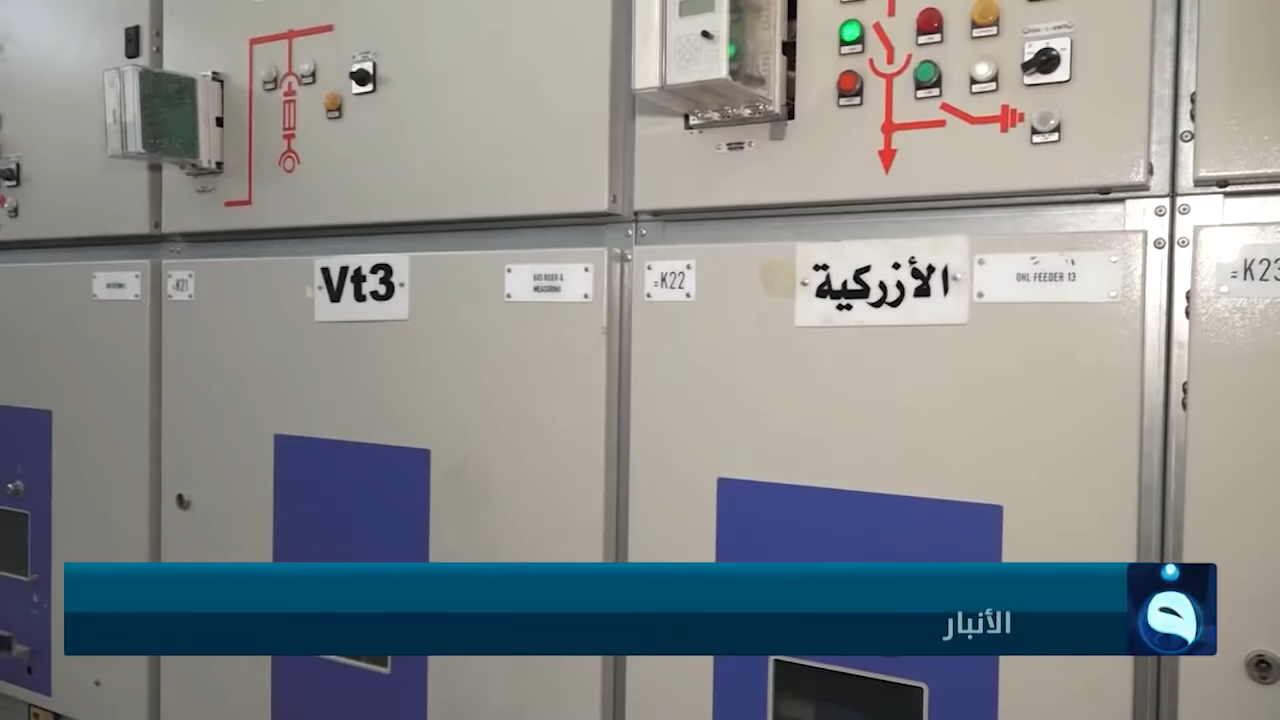 =K21
Vt3
BUS RISER &
MEASURING
=K22
الأزركية
OHL FEEDER 13
=K23
الأنبار